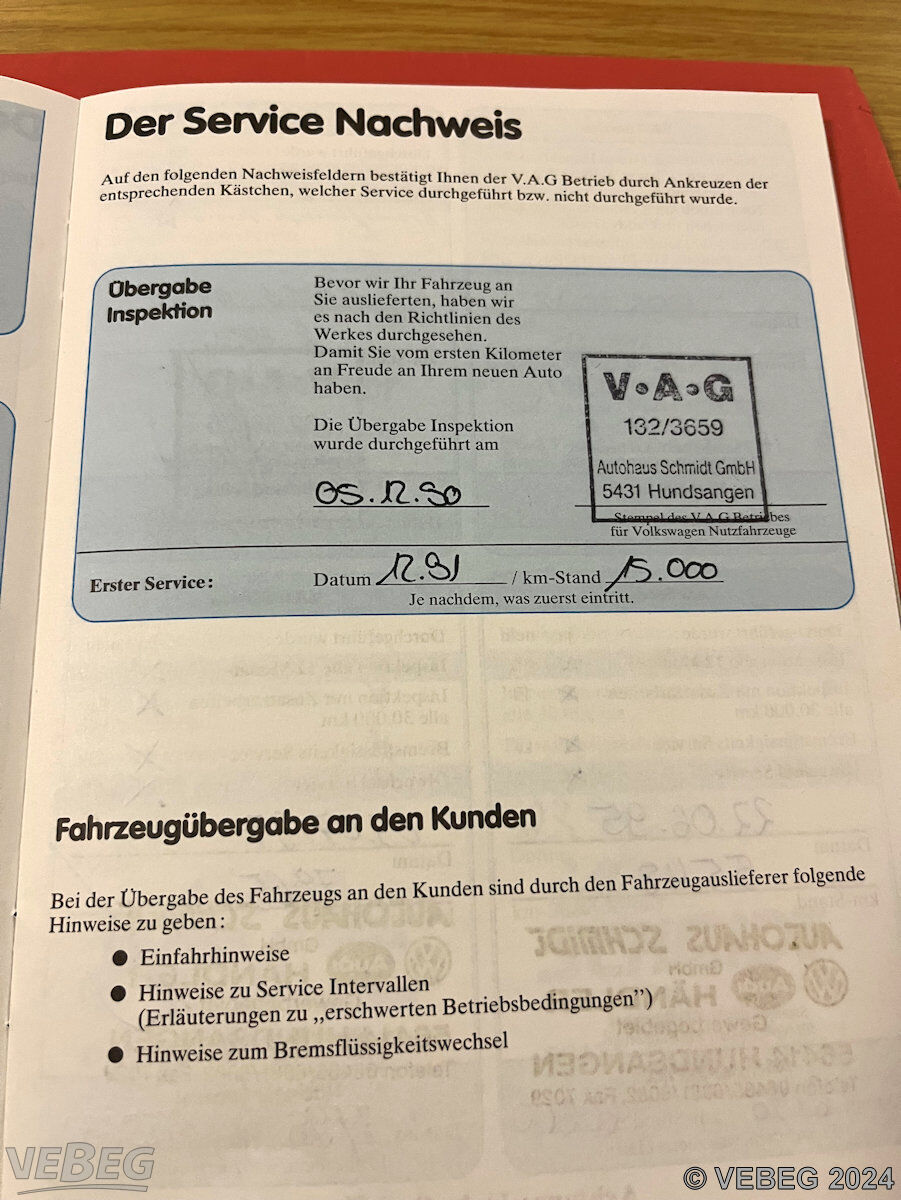 Der Service Nachweis
Auf den folgenden Nachweisfeldern bestätigt Ihnen der V.A.G Betrieb durch Ankreuzen der
entsprechenden Kästchen, welcher Service durchgeführt bzw. nicht durchgeführt wurde.
Übergabe
Inspektion
Bevor wir Ihr Fahrzeug an
Sie auslieferten, haben wir
es nach den Richtlinien des
Werkes durchgesehen.
Damit Sie vom ersten Kilometer
an Freude an Ihrem neuen Auto
haben.
Die Übergabe Inspektion
wurde durchgeführt am
05.12.90
V•A•G
132/3659
Autohaus Schmidt GmbH
5431 Hundsangen
Stempel des V.A.G Betriebes
für Volkswagen Nutzfahrzeuge
Erster Service: Datum 12.91 / km-Stand 15.000
Je nachdem, was zuerst eintritt.
Fahrzeugübergabe an den Kunden
Bei der Übergabe des Fahrzeugs an den Kunden sind durch den Fahrzeugauslieferer folgende
Hinweise zu geben:
● Einfahrhinweise
● Hinweise zu Service Intervallen
(Erläuterungen zu „erschwerten Betriebsbedingungen”)
● Hinweise zum Bremsflüssigkeitswechsel
VEBEG
© VEBEG 2024